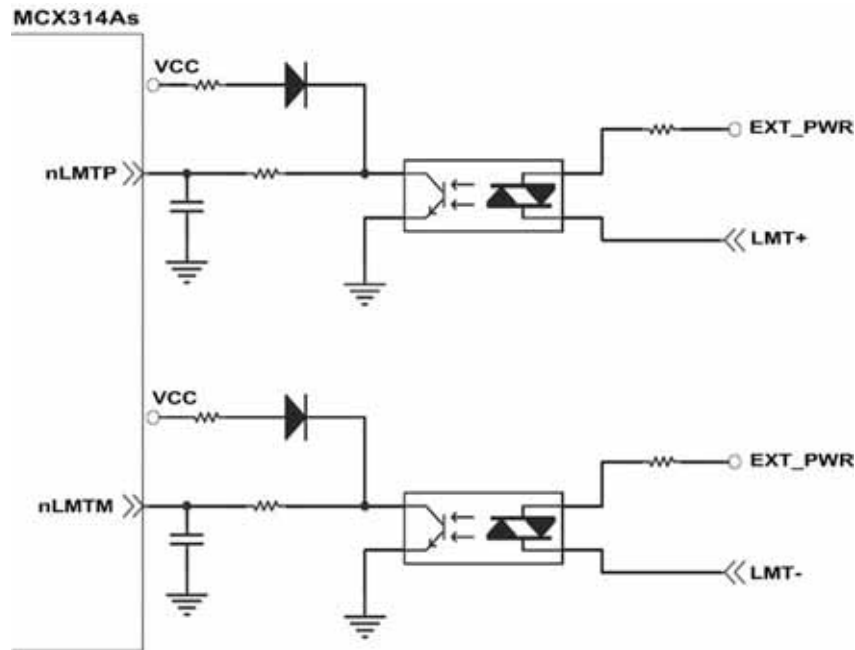 MCX314As
VCC
EXT_PWR
nLMTP
LMT+
VCC
EXT_PWR
nLMTM
LMT-